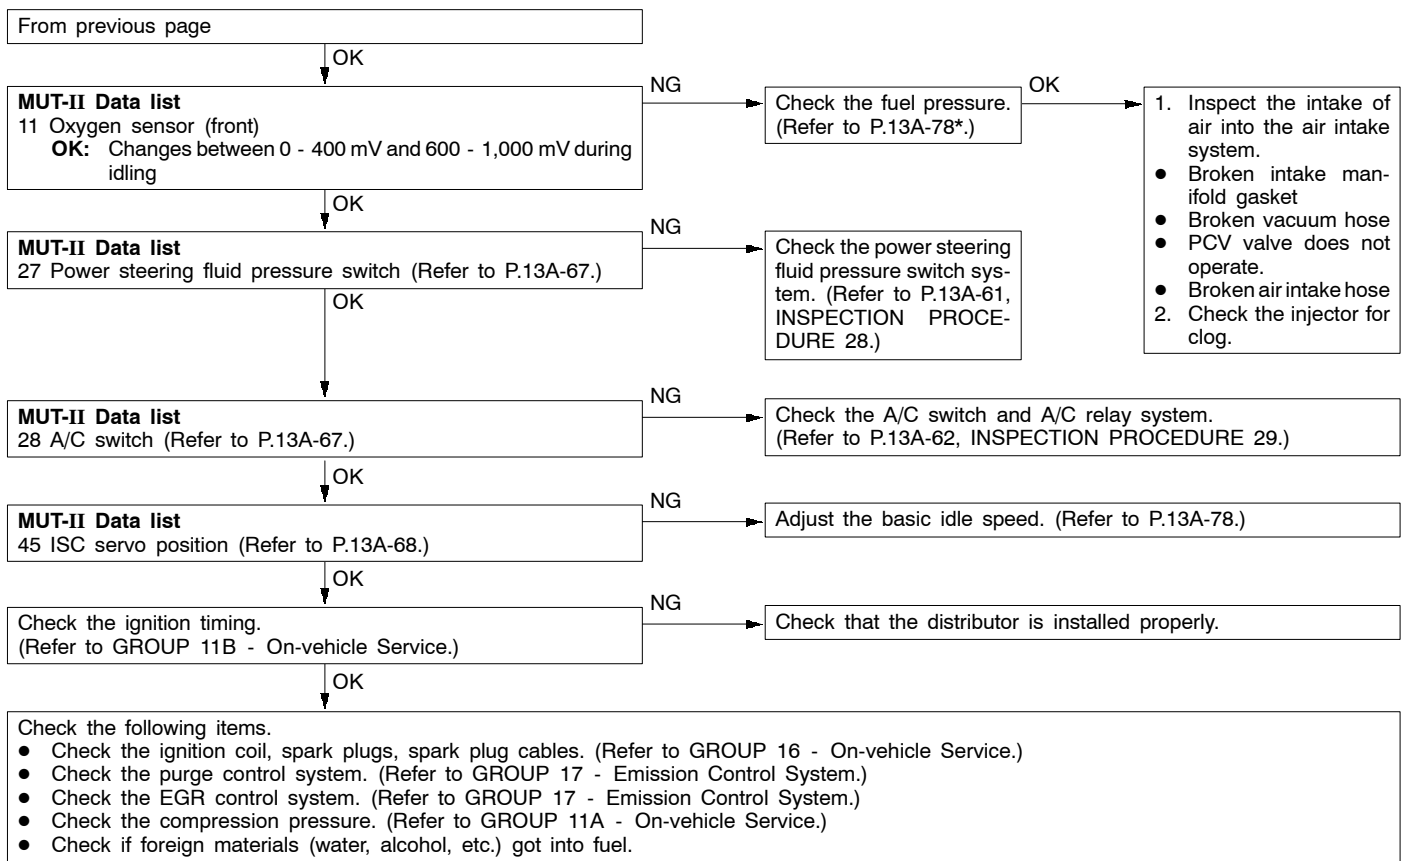 From previous page
OK
MUT-II Data list
11 Oxygen sensor (front)
OK: Changes between 0 - 400 mV and 600 - 1,000 mV during
idling
NG
Check the fuel pressure.
(Refer to P.13A-78*.)
OK
1. Inspect the intake of
air into the air intake
system.
● Broken intake man-
ifold gasket
● Broken vacuum hose
● PCV valve does not
operate.
● Broken air intake hose
2. Check the injector for
clog.
OK
MUT-II Data list
27 Power steering fluid pressure switch (Refer to P.13A-67.)
NG
Check the power steering
fluid pressure switch sys-
tem. (Refer to P.13A-61,
INSPECTION PROCE-
DURE 28.)
OK
MUT-II Data list
28 A/C switch (Refer to P.13A-67.)
NG
Check the A/C switch and A/C relay system.
(Refer to P.13A-62, INSPECTION PROCEDURE 29.)
OK
MUT-II Data list
45 ISC servo position (Refer to P.13A-68.)
NG
Adjust the basic idle speed. (Refer to P.13A-78.)
OK
Check the ignition timing.
(Refer to GROUP 11B - On-vehicle Service.)
NG
Check that the distributor is installed properly.
OK
Check the following items.
● Check the ignition coil, spark plugs, spark plug cables. (Refer to GROUP 16 - On-vehicle Service.)
● Check the purge control system. (Refer to GROUP 17 - Emission Control System.)
● Check the EGR control system. (Refer to GROUP 17 - Emission Control System.)
● Check the compression pressure. (Refer to GROUP 11A - On-vehicle Service.)
● Check if foreign materials (water, alcohol, etc.) got into fuel.